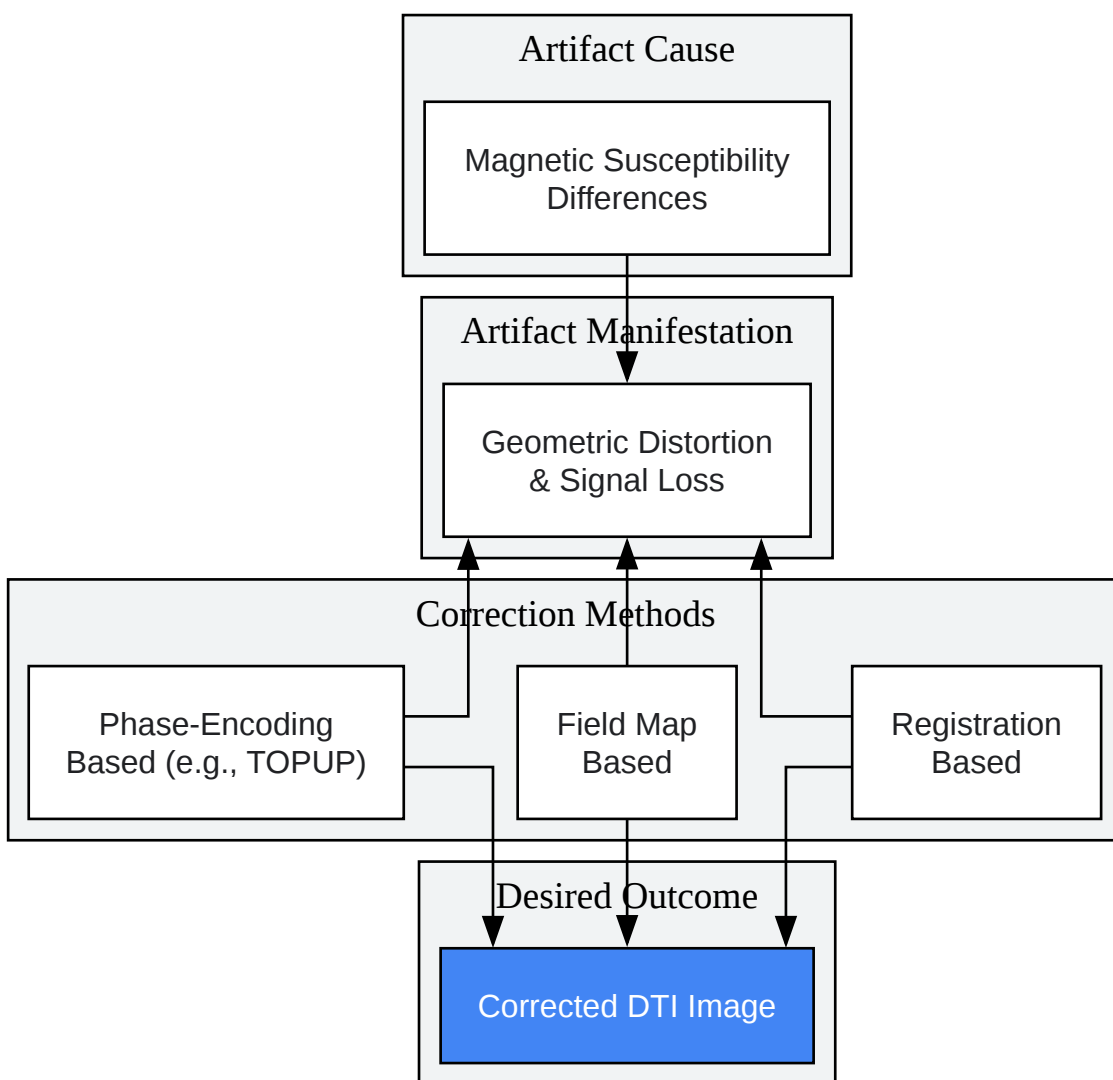 Artifact Cause
Magnetic Susceptibility
Differences
Artifact Manifestation
Geometric Distortion
& Signal Loss
Correction Methods
Phase-Encoding
Based (e.g., TOPUP)
Field Map
Based
Registration
Based
Desired Outcome
Corrected DTI Image